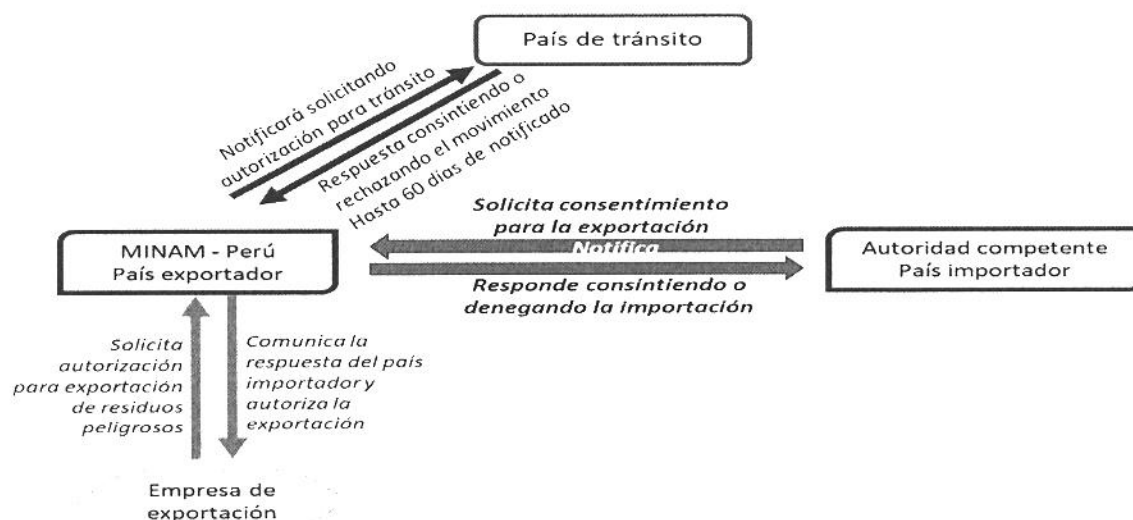 País de tránsito
Notificará solicitando
autorización para tránsito
Respuesta consintiendo o
rechazando el movimiento
Hasta 60 dias de notificado
Solicita consentimiento
para la exportación
Notifica
MINAM - Perú
País exportador
Autoridad competente
País importador
Responde consintiendo o
denegando la importación
Solicita
autorización
para exportación
de residuos
peligrosos
Comunica la
respuesta del país
importador y
autoriza la
exportación
Empresa de
exportación